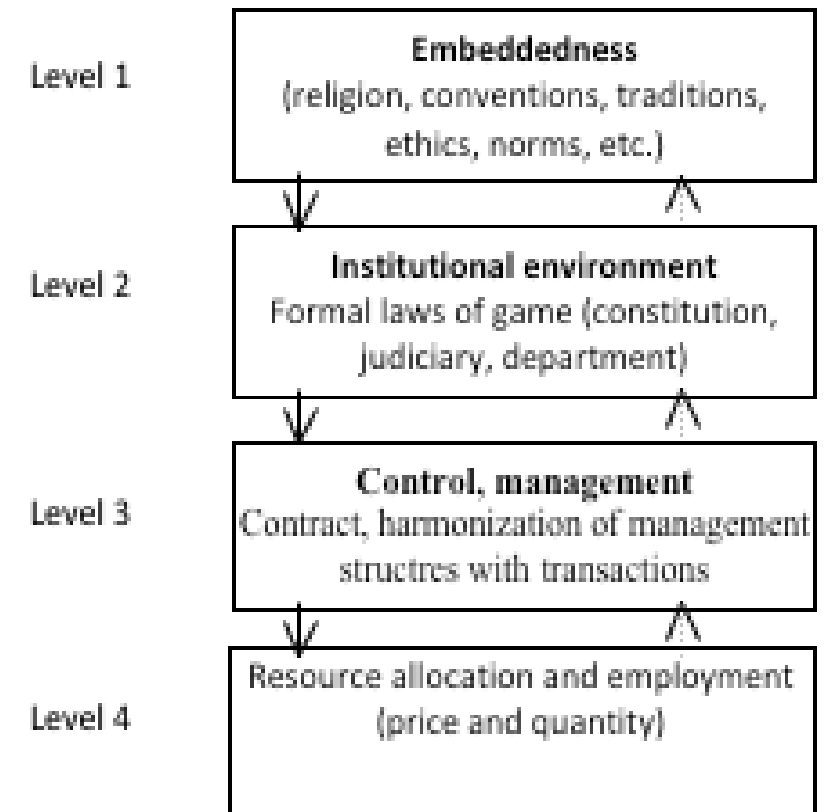 Level 1
Embeddedness
(religion, conventions, traditions,
ethics, norms, etc.)
Level 2
Institutional environment
Formal laws of game (constitution,
judiciary, department)
Level 3
Control, management
Contract, harmonization of management
structres with transactions
Level 4
Resource allocation and employment
(price and quantity)